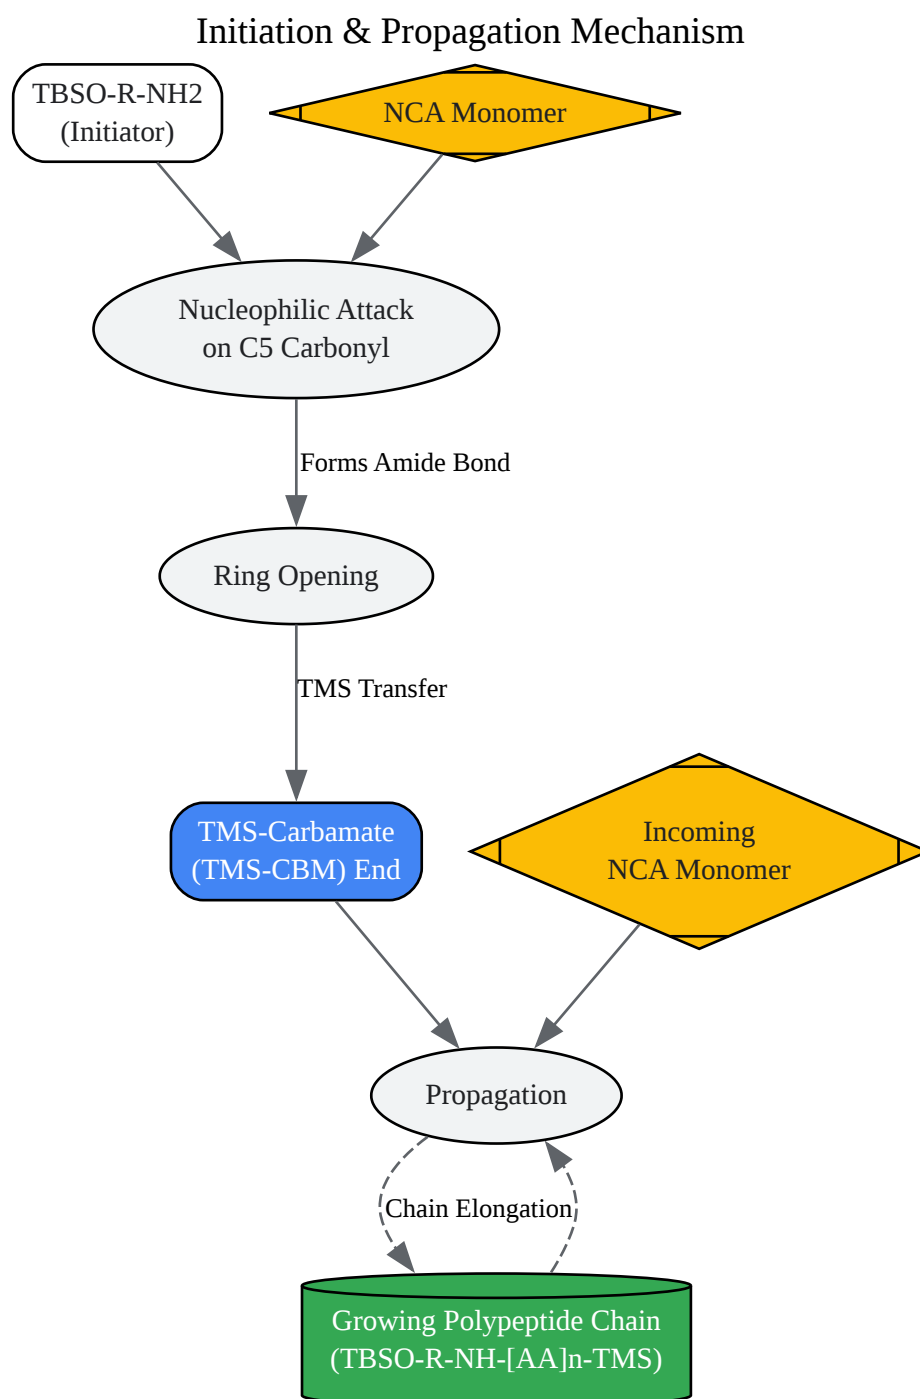 Initiation & Propagation Mechanism
TBSO-R-NH2
(Initiator)
NCA Monomer
Nucleophilic Attack
on C5 Carbonyl
Forms Amide Bond
Ring Opening
TMS Transfer
TMS-Carbamate
(TMS-CBM) End
Incoming
NCA Monomer
Propagation
Chain Elongation
Growing Polypeptide Chain
(TBSO-R-NH-[AA]n-TMS)